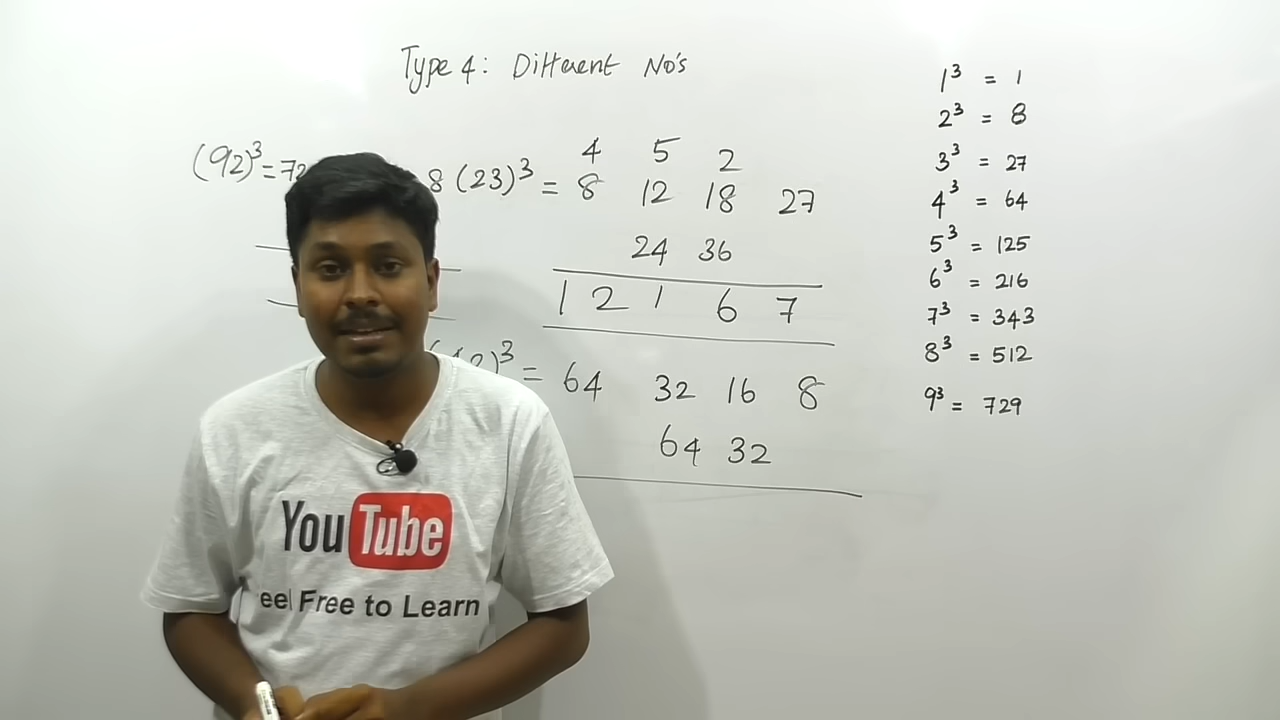 Type 4: Different No's
(92)³ = 72
8 (23)³ = 8 12 18 27
4 5 2
24 36
1 2 1 6 7
)³ = 64 32 16 8
64 32
1³ = 1
2³ = 8
3³ = 27
4³ = 64
5³ = 125
6³ = 216
7³ = 343
8³ = 512
9³ = 729
YouTube
eel Free to Learn